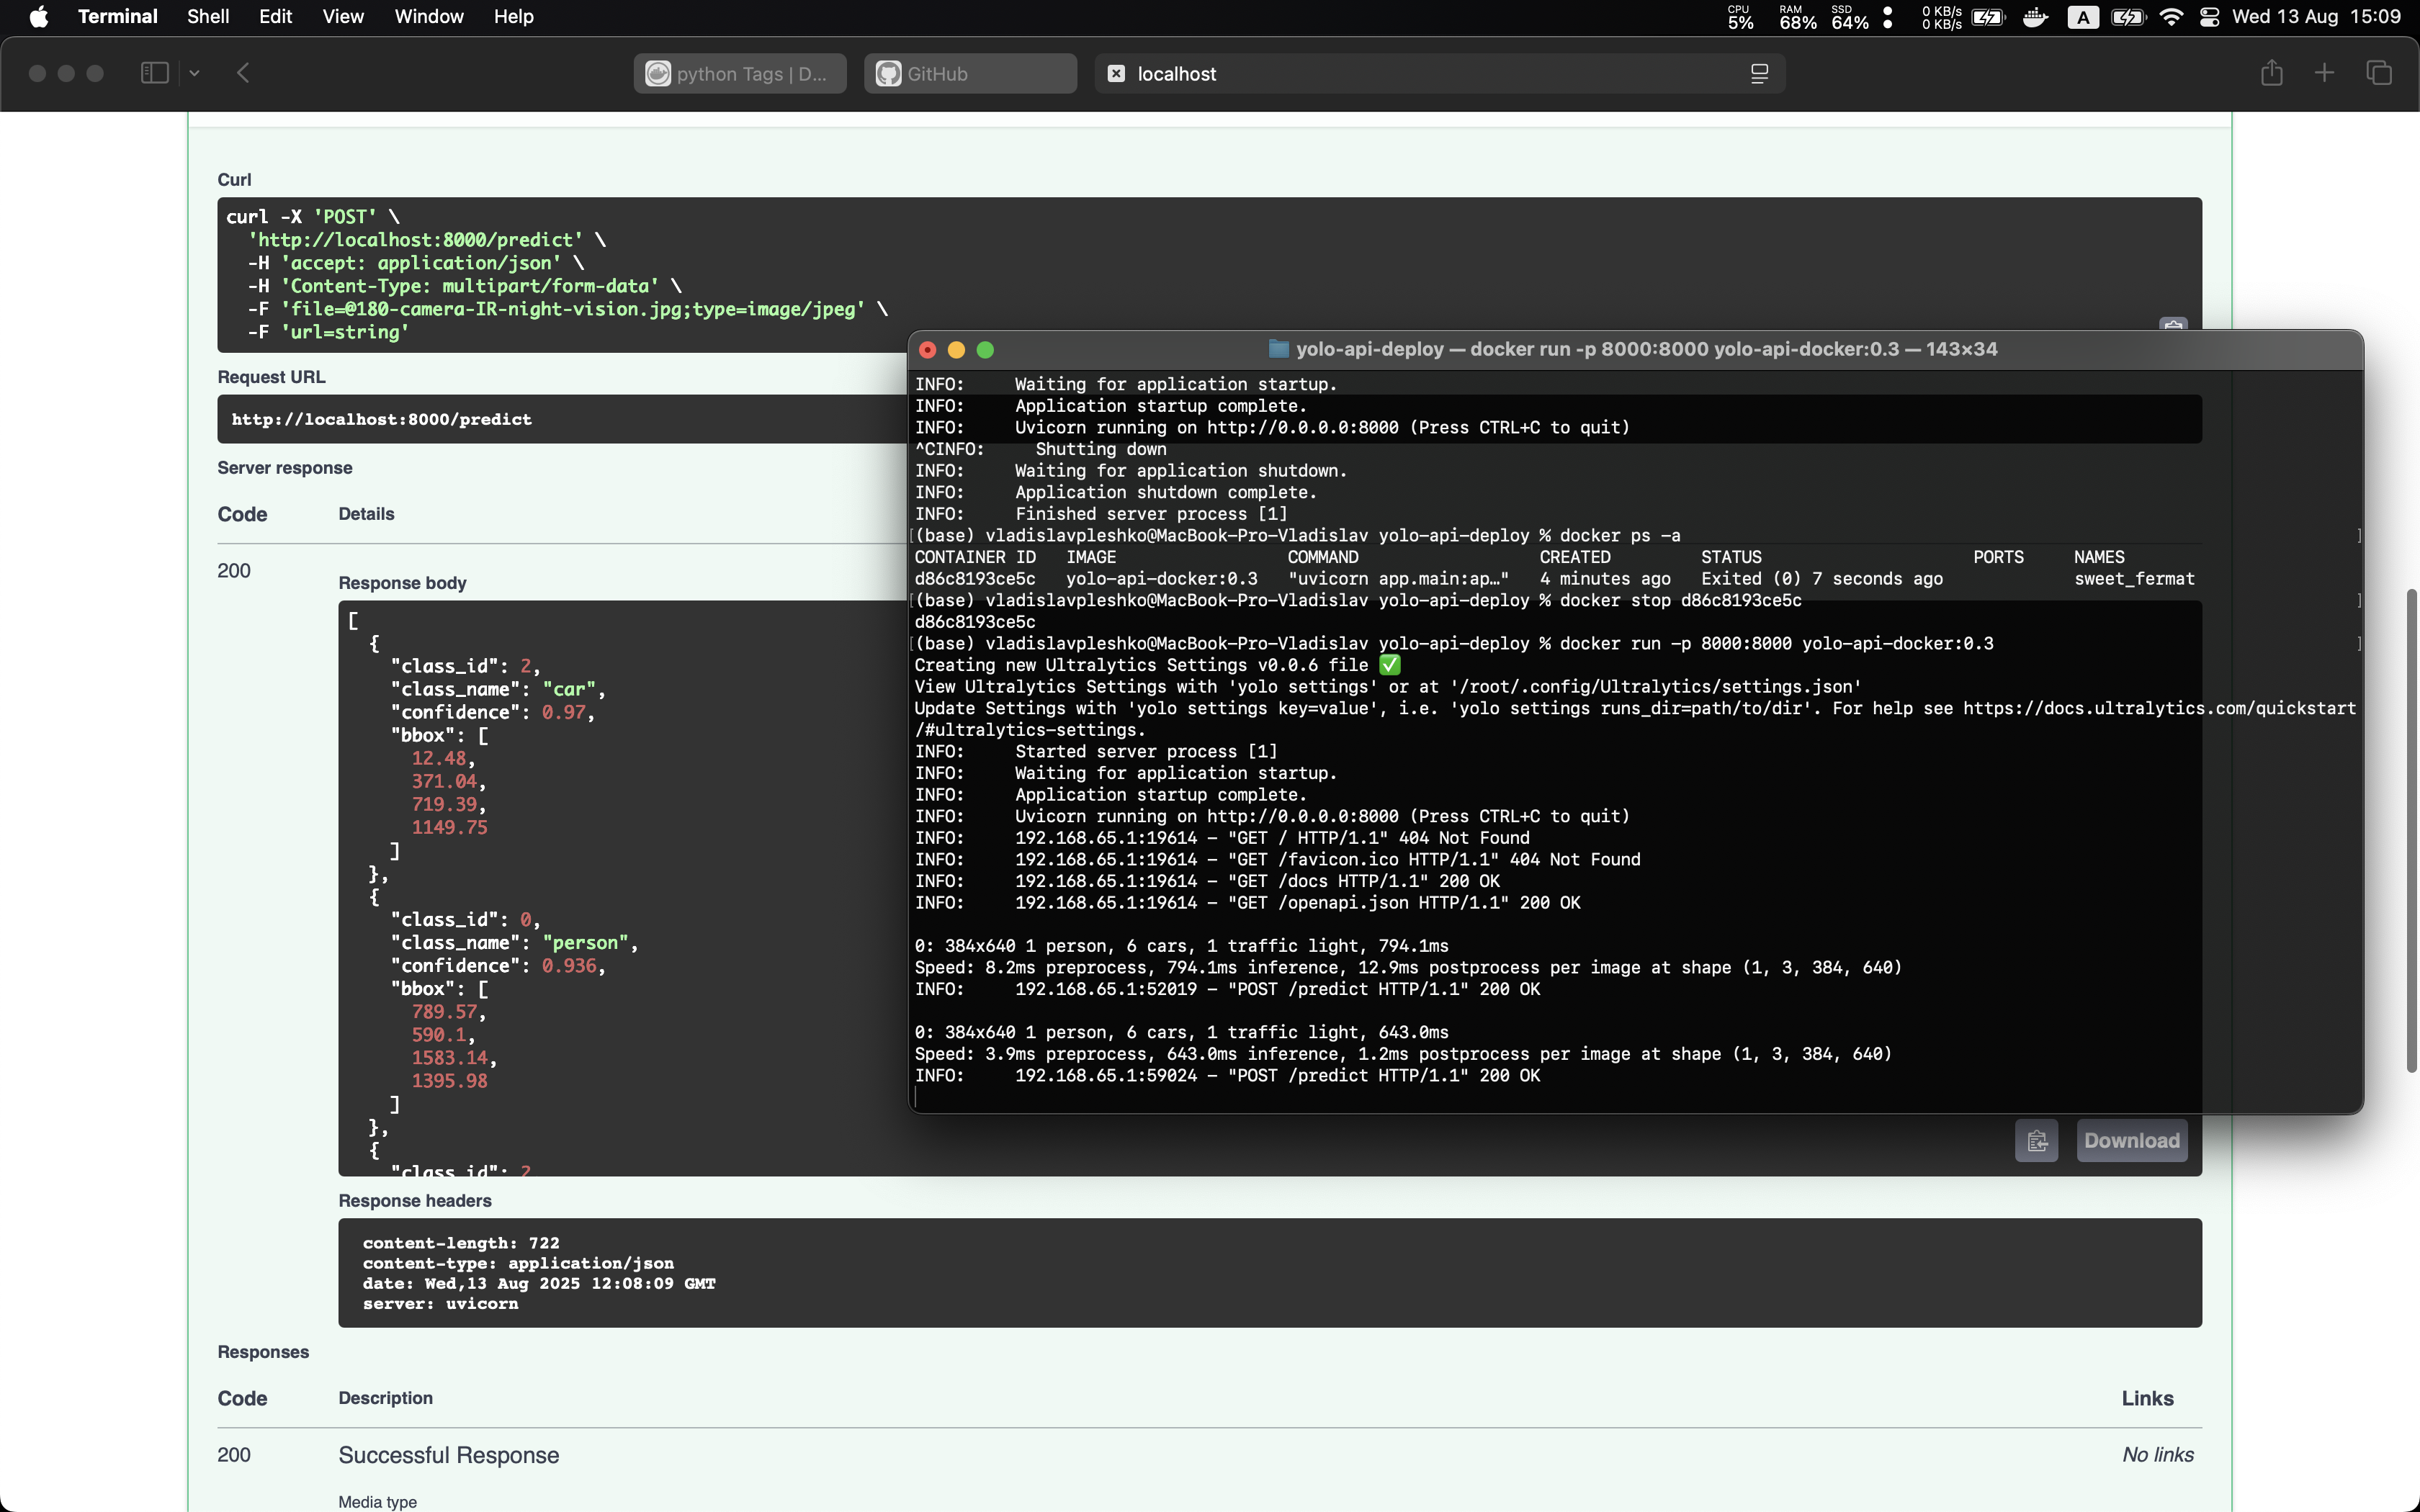 Terminal Shell Edit View Window Help
CPU 5% RAM 68% SSD 64% 0 KB/s 0 KB/s A Wed 13 Aug 15:09
python Tags | D... GitHub localhost
Curl
curl -X 'POST' \
'http://localhost:8000/predict' \
-H 'accept: application/json' \
-H 'Content-Type: multipart/form-data' \
-F 'file=@180-camera-IR-night-vision.jpg;type=image/jpeg' \
-F 'url=string'
Request URL
http://localhost:8000/predict
Server response
Code Details
200
Response body
[
{
"class_id": 2,
"class_name": "car",
"confidence": 0.97,
"bbox": [
12.48,
371.04,
719.39,
1149.75
]
},
{
"class_id": 0,
"class_name": "person",
"confidence": 0.936,
"bbox": [
789.57,
590.1,
1583.14,
1395.98
]
},
{
"class_id": 2
Download
Response headers
content-length: 722
content-type: application/json
date: Wed,13 Aug 2025 12:08:09 GMT
server: uvicorn
Responses
Code Description Links
200 Successful Response No links
Media type
yolo-api-deploy — docker run -p 8000:8000 yolo-api-docker:0.3 — 143×34
INFO: Waiting for application startup.
INFO: Application startup complete.
INFO: Uvicorn running on http://0.0.0.0:8000 (Press CTRL+C to quit)
^CINFO: Shutting down
INFO: Waiting for application shutdown.
INFO: Application shutdown complete.
INFO: Finished server process [1]
[(base) vladislavpleshko@MacBook-Pro-Vladislav yolo-api-deploy % docker ps -a ]
CONTAINER ID IMAGE COMMAND CREATED STATUS PORTS NAMES
d86c8193ce5c yolo-api-docker:0.3 "uvicorn app.main:ap…" 4 minutes ago Exited (0) 7 seconds ago sweet_fermat
[(base) vladislavpleshko@MacBook-Pro-Vladislav yolo-api-deploy % docker stop d86c8193ce5c ]
d86c8193ce5c
[(base) vladislavpleshko@MacBook-Pro-Vladislav yolo-api-deploy % docker run -p 8000:8000 yolo-api-docker:0.3 ]
Creating new Ultralytics Settings v0.0.6 file ✅
View Ultralytics Settings with 'yolo settings' or at '/root/.config/Ultralytics/settings.json'
Update Settings with 'yolo settings key=value', i.e. 'yolo settings runs_dir=path/to/dir'. For help see https://docs.ultralytics.com/quickstart
/#ultralytics-settings.
INFO: Started server process [1]
INFO: Waiting for application startup.
INFO: Application startup complete.
INFO: Uvicorn running on http://0.0.0.0:8000 (Press CTRL+C to quit)
INFO: 192.168.65.1:19614 - "GET / HTTP/1.1" 404 Not Found
INFO: 192.168.65.1:19614 - "GET /favicon.ico HTTP/1.1" 404 Not Found
INFO: 192.168.65.1:19614 - "GET /docs HTTP/1.1" 200 OK
INFO: 192.168.65.1:19614 - "GET /openapi.json HTTP/1.1" 200 OK
0: 384x640 1 person, 6 cars, 1 traffic light, 794.1ms
Speed: 8.2ms preprocess, 794.1ms inference, 12.9ms postprocess per image at shape (1, 3, 384, 640)
INFO: 192.168.65.1:52019 - "POST /predict HTTP/1.1" 200 OK
0: 384x640 1 person, 6 cars, 1 traffic light, 643.0ms
Speed: 3.9ms preprocess, 643.0ms inference, 1.2ms postprocess per image at shape (1, 3, 384, 640)
INFO: 192.168.65.1:59024 - "POST /predict HTTP/1.1" 200 OK